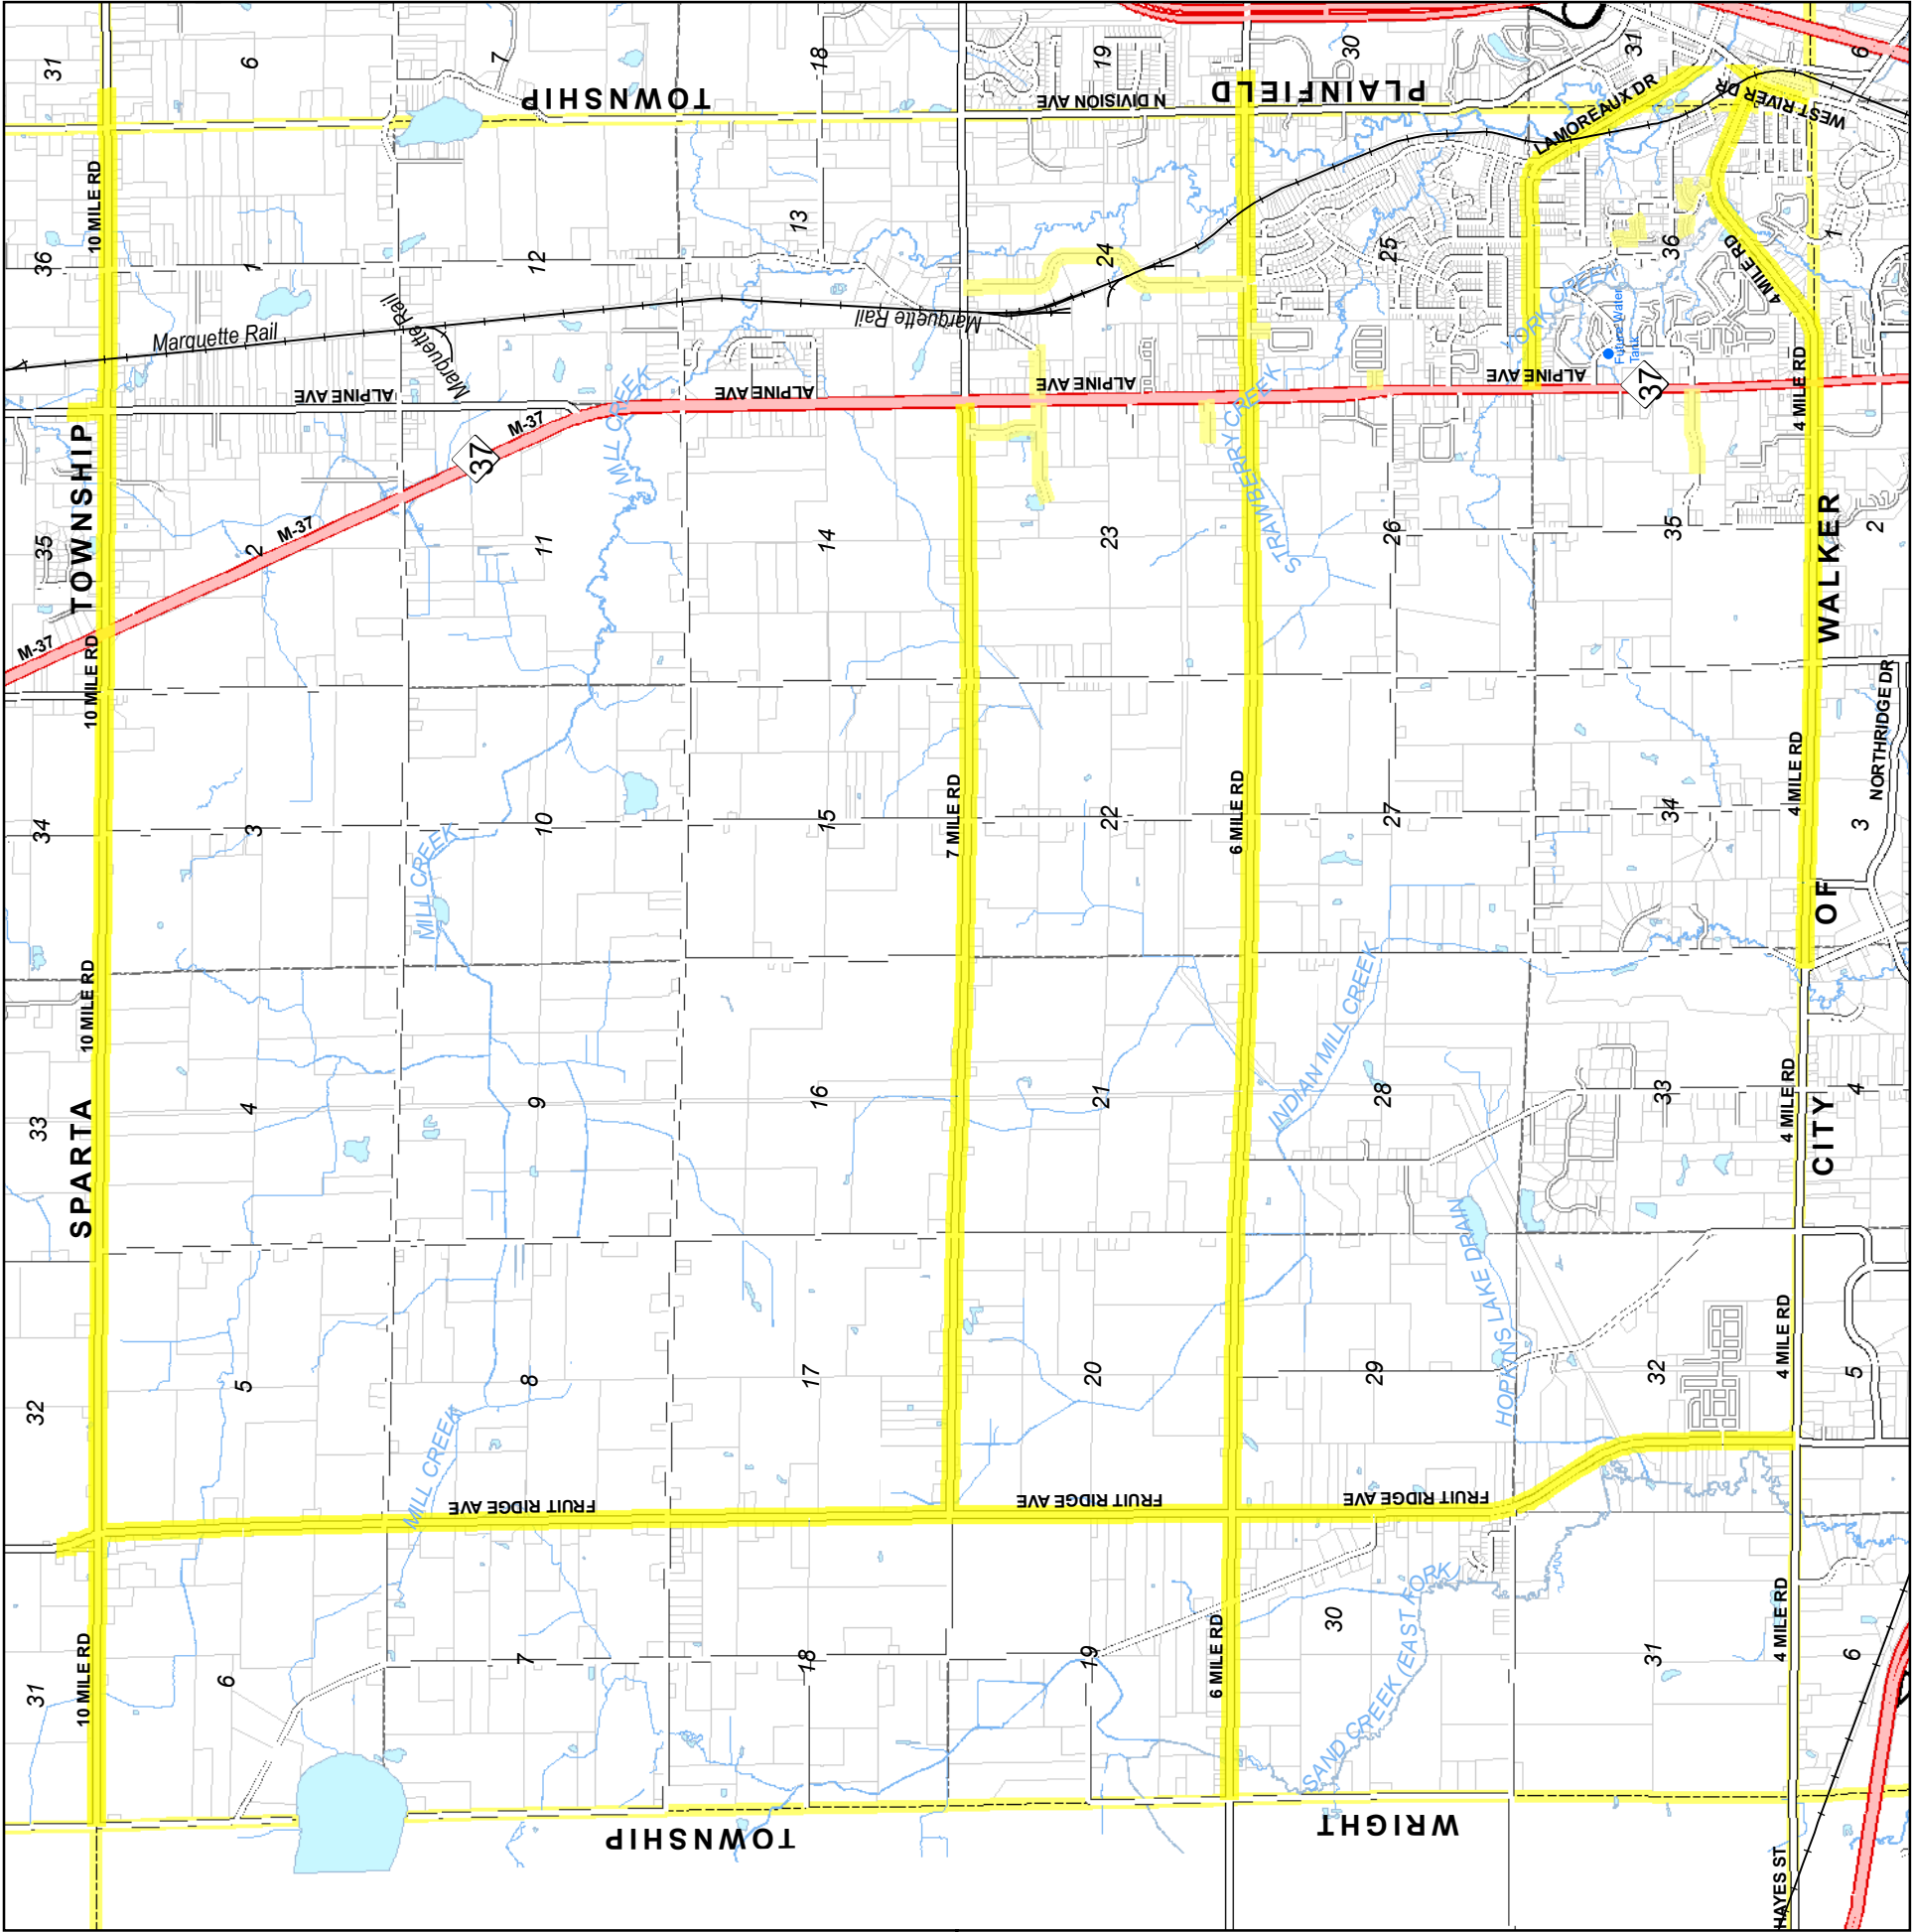 31
6
7
TOWNSHIP
18
19
N DIVISION AVE
PLAINFIELD
30
31
6
LAMOREAUX DR
WEST RIVER DR
36
10 MILE RD
1
12
13
24
25
36
4 MILE RD
1
Marquette Rail
Marquette Rail
Marquette Rail
YORK CREEK
Future Water
Tank
ALPINE AVE
ALPINE AVE
ALPINE AVE
ALPINE AVE
37
4 MILE RD
M-37
37
M-37
M-37
MILL CREEK
STRAWBERRY CREEK
35
TOWNSHIP
2
11
14
23
26
35
WALKER
2
10 MILE RD
34
3
10
15
7 MILE RD
22
6 MILE RD
27
34
4 MILE RD
3
NORTHRIDGE DR
MILL CREEK
OF
10 MILE RD
INDIAN MILL CREEK
33
SPARTA
4
9
16
21
28
33
4 MILE RD
CITY
4
HOPKINS LAKE DRAIN
4 MILE RD
32
5
8
17
20
29
32
5
MILL CREEK
FRUIT RIDGE AVE
FRUIT RIDGE AVE
FRUIT RIDGE AVE
31
10 MILE RD
6
7
18
19
6 MILE RD
30
SAND CREEK (EAST FORK)
31
4 MILE RD
6
TOWNSHIP
WRIGHT
HAYES ST